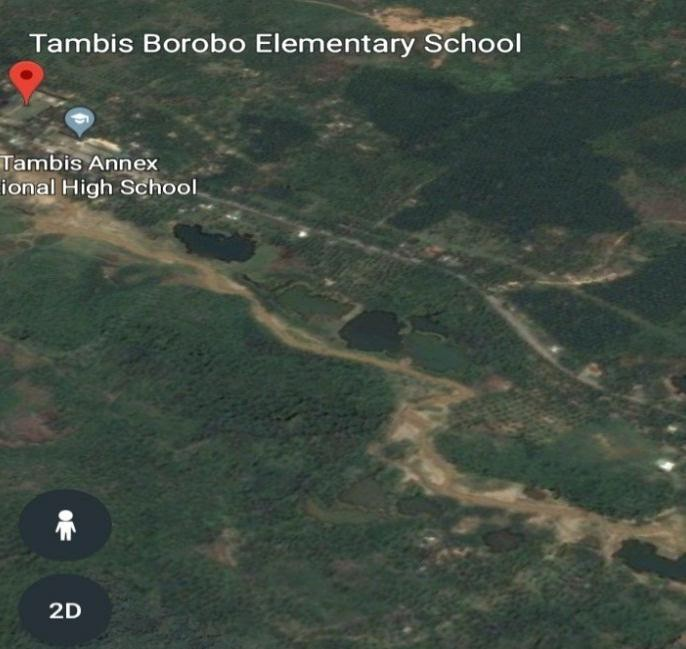 Tambis Borobo Elementary School
Tambis Annex
ional High School
2D